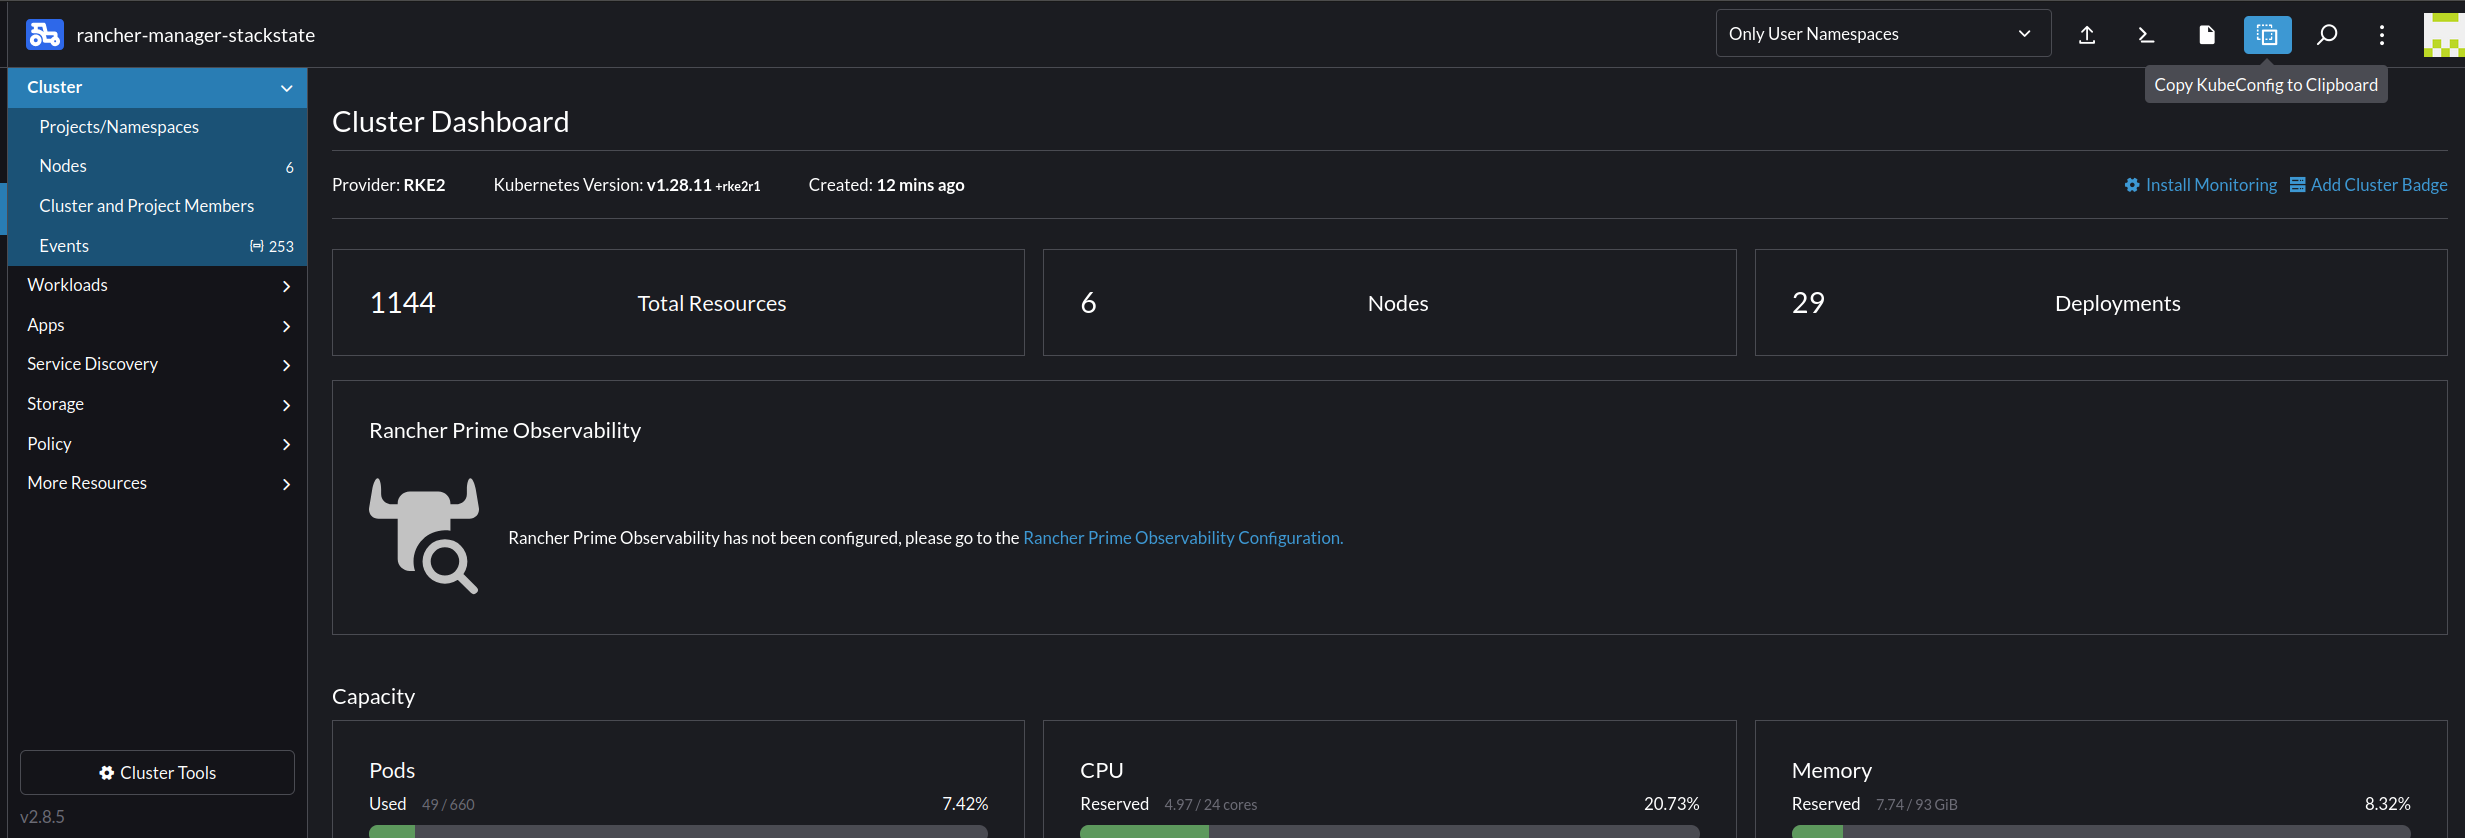 rancher-manager-stackstate
Only User Namespaces
Copy KubeConfig to Clipboard
Cluster
Projects/Namespaces
Nodes 6
Cluster and Project Members
Events 253
Workloads
Apps
Service Discovery
Storage
Policy
More Resources
Cluster Tools
v2.8.5
Cluster Dashboard
Provider: RKE2 Kubernetes Version: v1.28.11 +rke2r1 Created: 12 mins ago Install Monitoring Add Cluster Badge
1144 Total Resources
6 Nodes
29 Deployments
Rancher Prime Observability
Rancher Prime Observability has not been configured, please go to the Rancher Prime Observability Configuration.
Capacity
Pods
Used 49 / 660 7.42%
CPU
Reserved 4.97 / 24 cores 20.73%
Memory
Reserved 7.74 / 93 GiB 8.32%